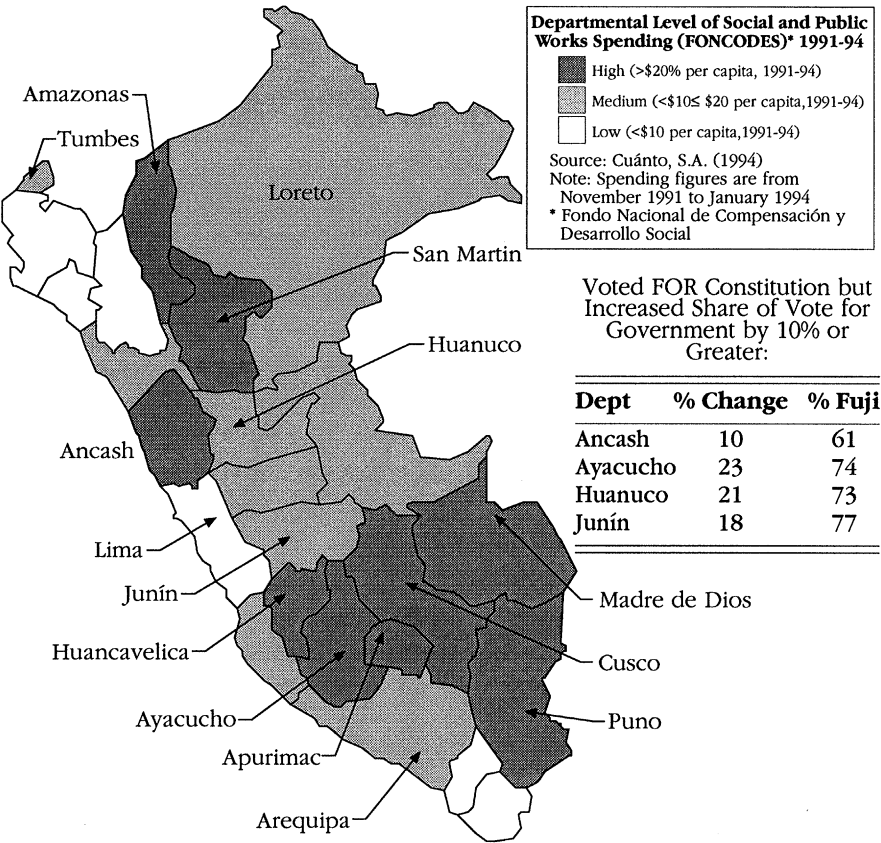 Departmental Level of Social and Public
Works Spending (FONCODES)* 1991-94
High (>$20% per capita, 1991-94)
Medium (<$10≤ $20 per capita,1991-94)
Low (<$10 per capita,1991-94)
Source: Cuánto, S.A. (1994)
Note: Spending figures are from
November 1991 to January 1994
* Fondo Nacional de Compensación y
Desarrollo Social
Amazonas
Tumbes
Loreto
San Martin
Huanuco
Ancash
Lima
Junín
Huancavelica
Ayacucho
Apurimac
Arequipa
Madre de Dios
Cusco
Puno
Voted FOR Constitution but
Increased Share of Vote for
Government by 10% or
Greater:
Dept % Change % Fuji
Ancash 10 61
Ayacucho 23 74
Huanuco 21 73
Junín 18 77